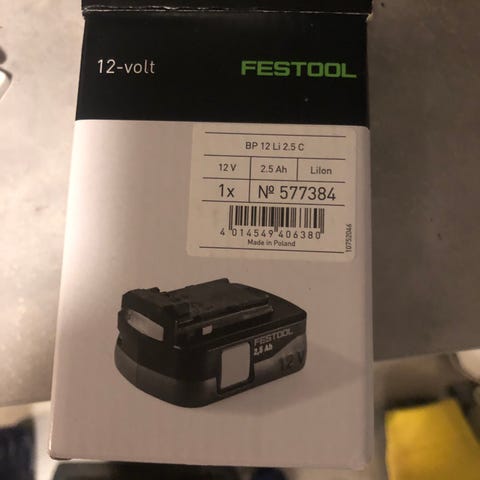 12-volt FESTOOL
BP 12 Li 2.5 C
12 V 2.5 Ah LiIon
1x Nº 577384
4 014549 406380
Made in Poland
10752046
FESTOOL
2,5 Ah
12 V